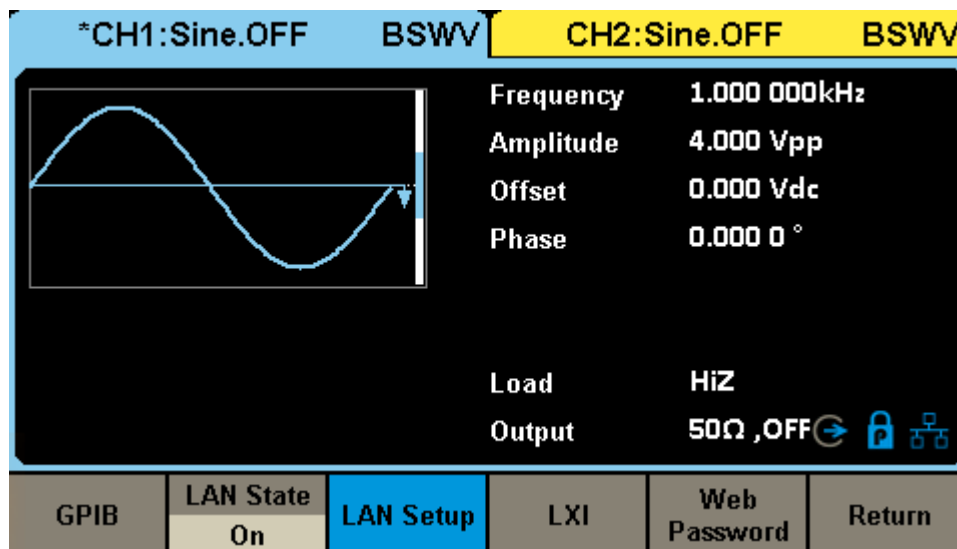 *CH1:Sine.OFF BSWV CH2:Sine.OFF BSWV
Frequency 1.000 000kHz
Amplitude 4.000 Vpp
Offset 0.000 Vdc
Phase 0.000 0 °
Load HiZ
Output 50Ω ,OFF P
GPIB
LAN State
On
LAN Setup
LXI
Web
Password
Return